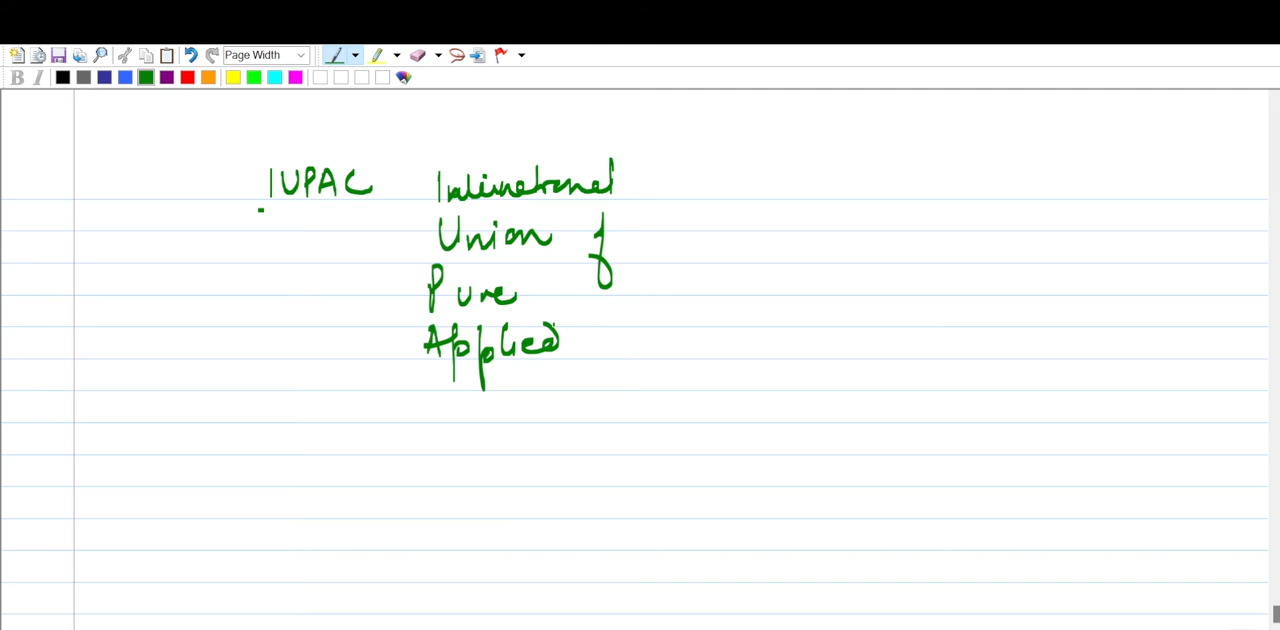 Page Width
B I
IUPAC International
Union of
Pure
Applied